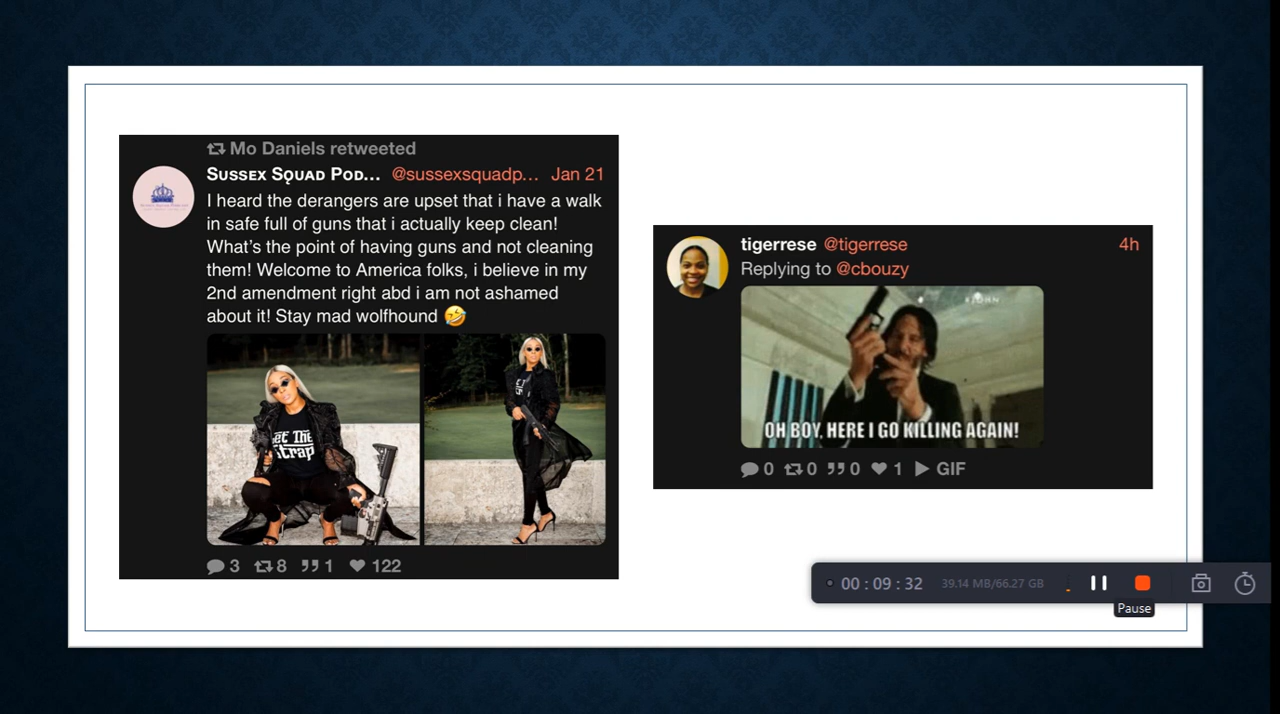 Mo Daniels retweeted
Sussex Squad Pod... @sussexsquadp... Jan 21
I heard the derangers are upset that i have a walk
in safe full of guns that i actually keep clean!
What's the point of having guns and not cleaning
them! Welcome to America folks, i believe in my
2nd amendment right abd i am not ashamed
about it! Stay mad wolfhound 🤣
Get The
Strap
3 8 1 122
tigerrese @tigerrese 4h
Replying to @cbouzy
OH BOY, HERE I GO KILLING AGAIN!
0 0 0 1 GIF
00 : 09 : 32 39.14 MB/66.27 GB
Pause